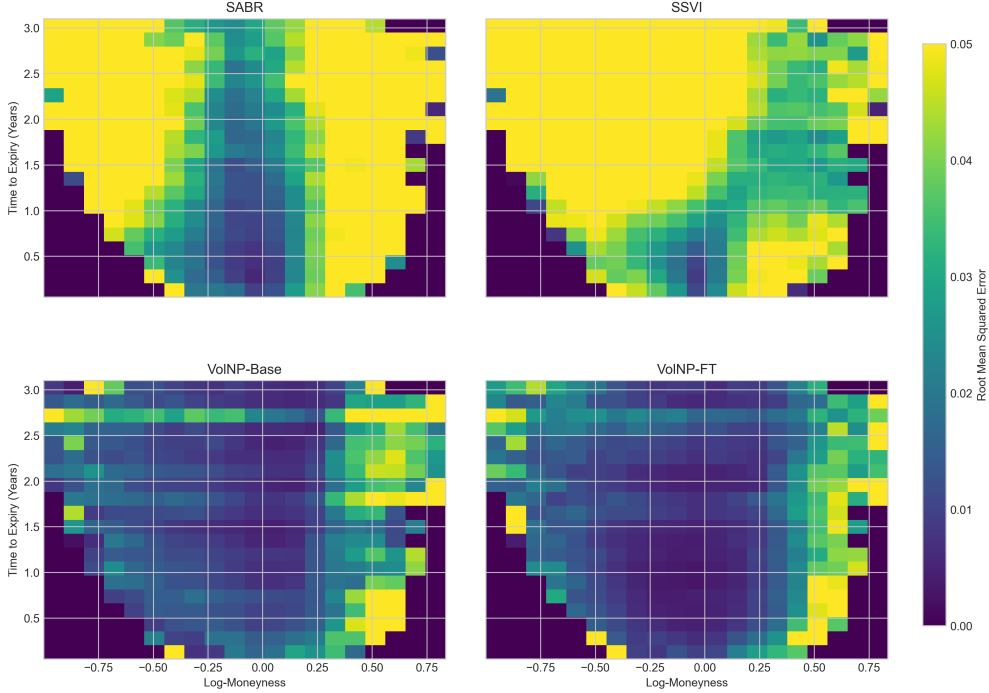 SABR
SSVI
3.0
2.5
2.0
1.5
1.0
0.5
Time to Expiry (Years)
0.05
0.04
0.03
0.02
0.01
0.00
Root Mean Squared Error
VolNP-Base
VolNP-FT
3.0
2.5
2.0
1.5
1.0
0.5
Time to Expiry (Years)
−0.75 −0.50 −0.25 0.00 0.25 0.50 0.75
Log-Moneyness
−0.75 −0.50 −0.25 0.00 0.25 0.50 0.75
Log-Moneyness